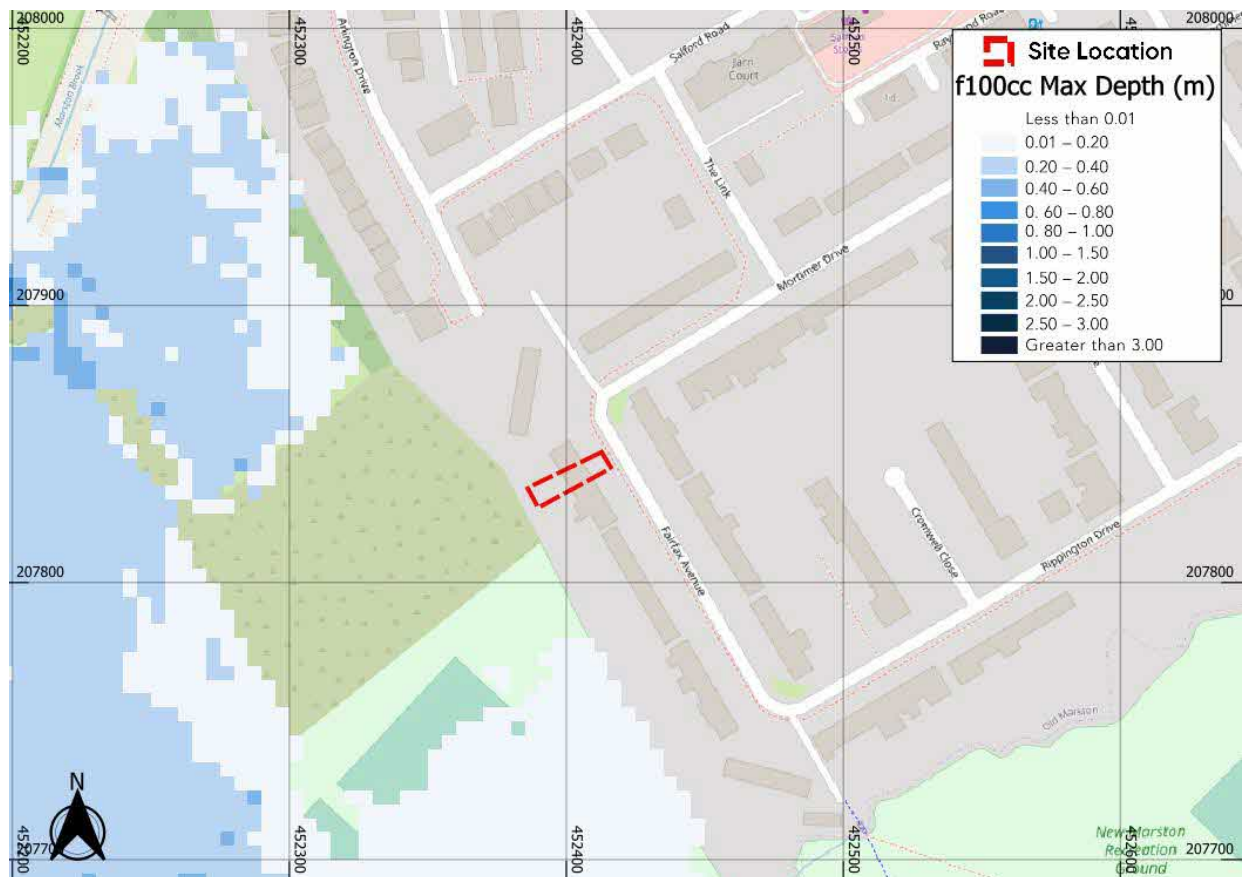 208000
208000
452200
452300
452400
452500
Marston Brook
Arlington Drive
Salford Road
Jarn
Court
The Link
Mortimer Drive
Site Location
f100cc Max Depth (m)
Less than 0.01
0.01 – 0.20
0.20 – 0.40
0.40 – 0.60
0. 60 – 0.80
0. 80 – 1.00
1.00 – 1.50
1.50 – 2.00
2.00 – 2.50
2.50 – 3.00
Greater than 3.00
207900
Fairfax Avenue
Cromwell Close
Rippington Drive
207800
207800
Old Marston
N
New Marston
Recreation
Ground
207700
207700
452300
452400
452500
452600